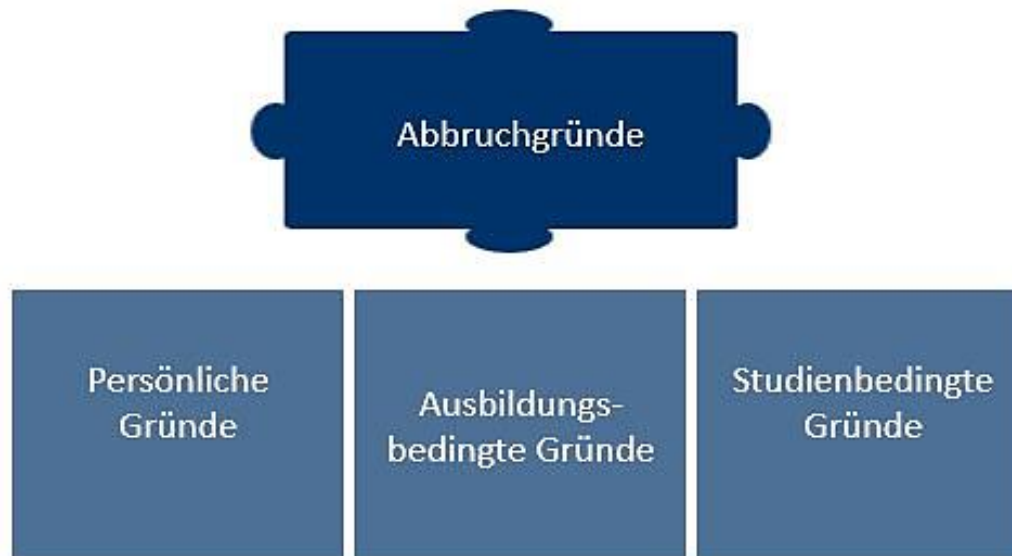 Abbruchgründe
Persönliche
Gründe
Ausbildungs-
bedingte Gründe
Studienbedingte
Gründe